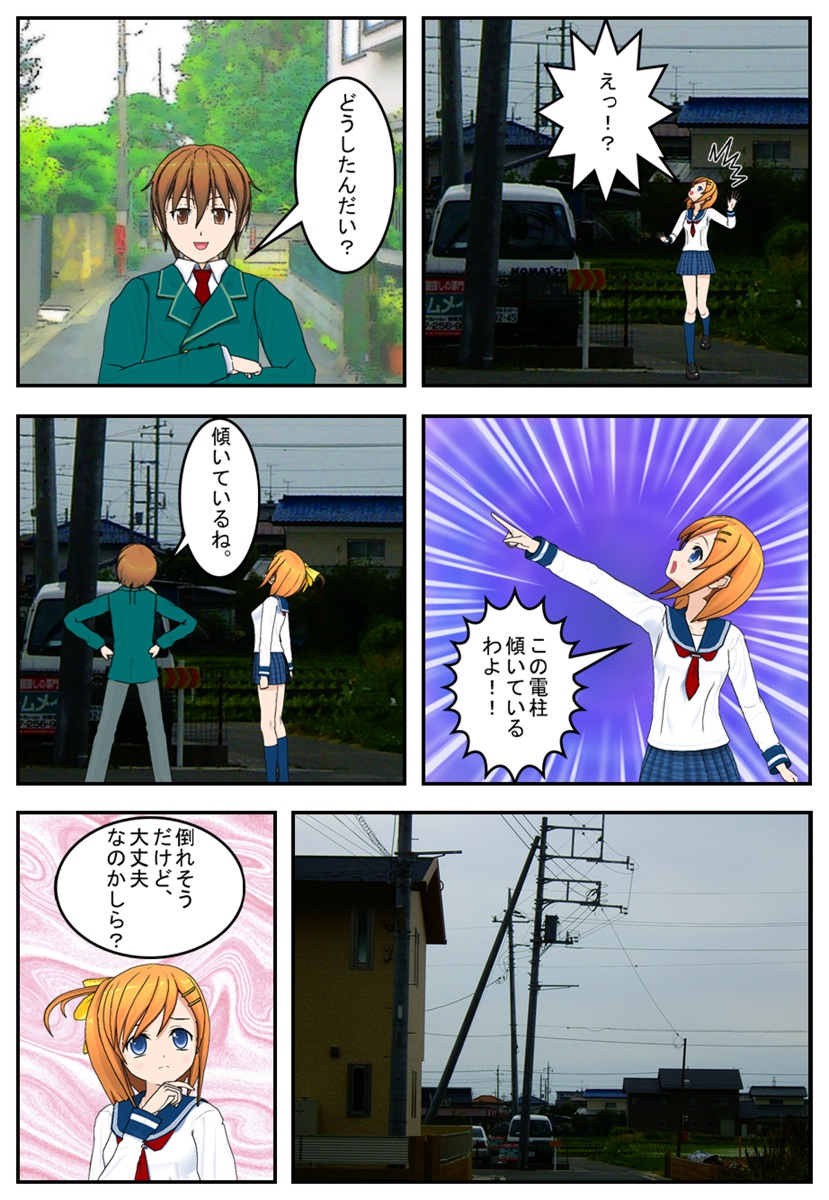 えっ！？
KOMATSU
どうしたんだい？
この電柱
傾いている
わよ！！
傾いているね。
倒れそう
だけど、
大丈夫
なのかしら？